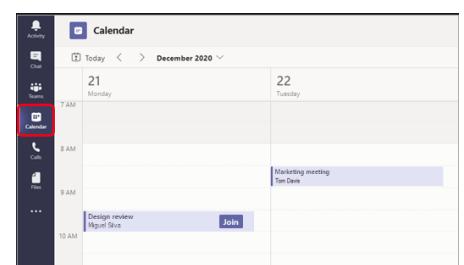 Activity
Chat
Teams
Calendar
Calls
Files
Calendar
Today
December 2020
21
Monday
22
Tuesday
7 AM
8 AM
Marketing meeting
Tom Davis
9 AM
Design review
Miguel Silva
Join
10 AM